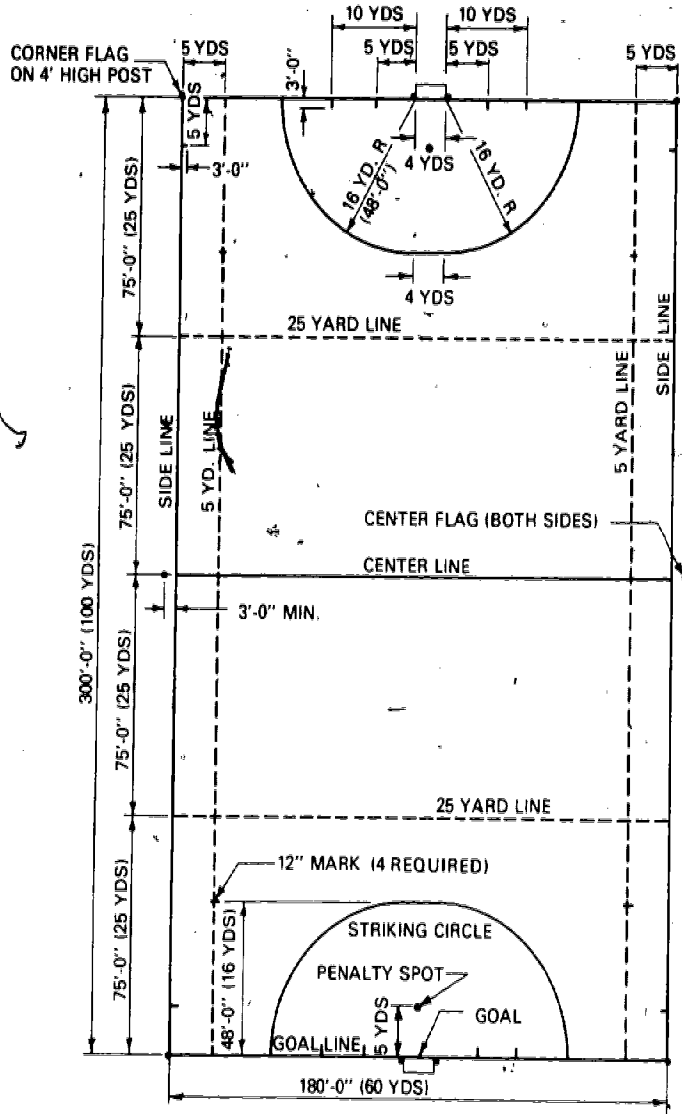 10 YDS
10 YDS
CORNER FLAG
ON 4' HIGH POST
5 YDS
5 YDS
5 YDS
5 YDS
3'-0"
5 YDS
3'-0"
4 YDS
16 YD. R
(48'-0")
16 YD. R
4 YDS
75'-0" (25 YDS)
25 YARD LINE
SIDE LINE
75'-0" (25 YDS)
SIDE LINE
5 YD. LINE
5 YARD LINE
CENTER FLAG (BOTH SIDES)
CENTER LINE
300'-0" (100 YDS)
3'-0" MIN.
75'-0" (25 YDS)
25 YARD LINE
12" MARK (4 REQUIRED)
75'-0" (25 YDS)
48'-0" (16 YDS)
STRIKING CIRCLE
PENALTY SPOT
5 YDS
GOAL
GOAL LINE
180'-0" (60 YDS)